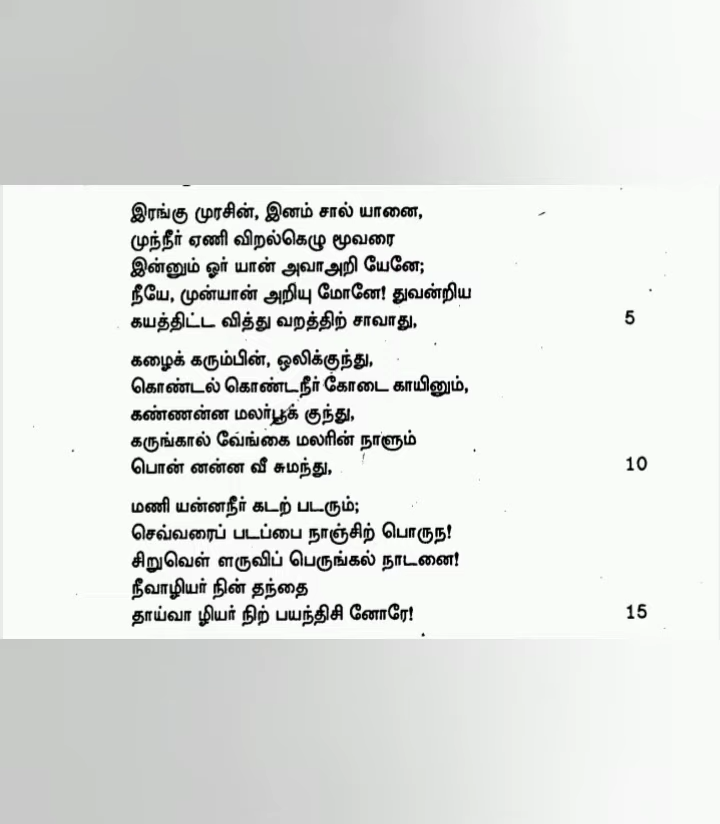 இரங்கு முரசின், இனம் சால் யானை,
முந்நீர் ஏணி விறல்கெழு மூவரை
இன்னும் ஓர் யான் அவாஅறி யேனே;
நீயே, முன்யான் அறியு மோனே! துவன்றிய
கயத்திட்ட வித்து வறத்திற் சாவாது, 5
கழைக் கரும்பின், ஒலிக்குந்து,
கொண்டல் கொண்டநீர் கோடை காயினும்,
கண்ணன்ன மலர்பூக் குந்து,
கருங்கால் வேங்கை மலரின் நாளும்
பொன் னன்ன வீ சுமந்து, 10
மணி யன்னநீர் கடற் படரும்;
செவ்வரைப் படப்பை நாஞ்சிற் பொருந!
சிறுவெள் ளருவிப் பெருங்கல் நாடனை!
நீவாழியர் நின் தந்தை
தாய்வா ழியர் நிற் பயந்திசி னோரே! 15